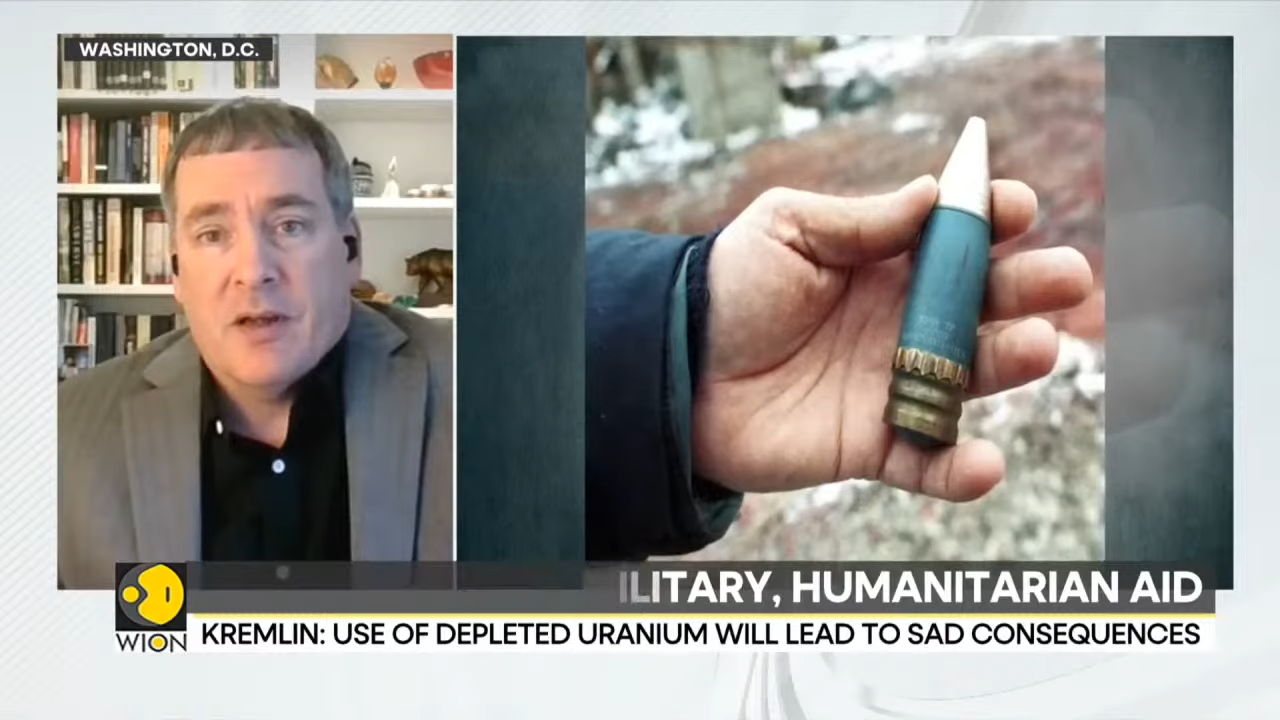 WASHINGTON, D.C.
ILITARY, HUMANITARIAN AID
WION
KREMLIN: USE OF DEPLETED URANIUM WILL LEAD TO SAD CONSEQUENCES